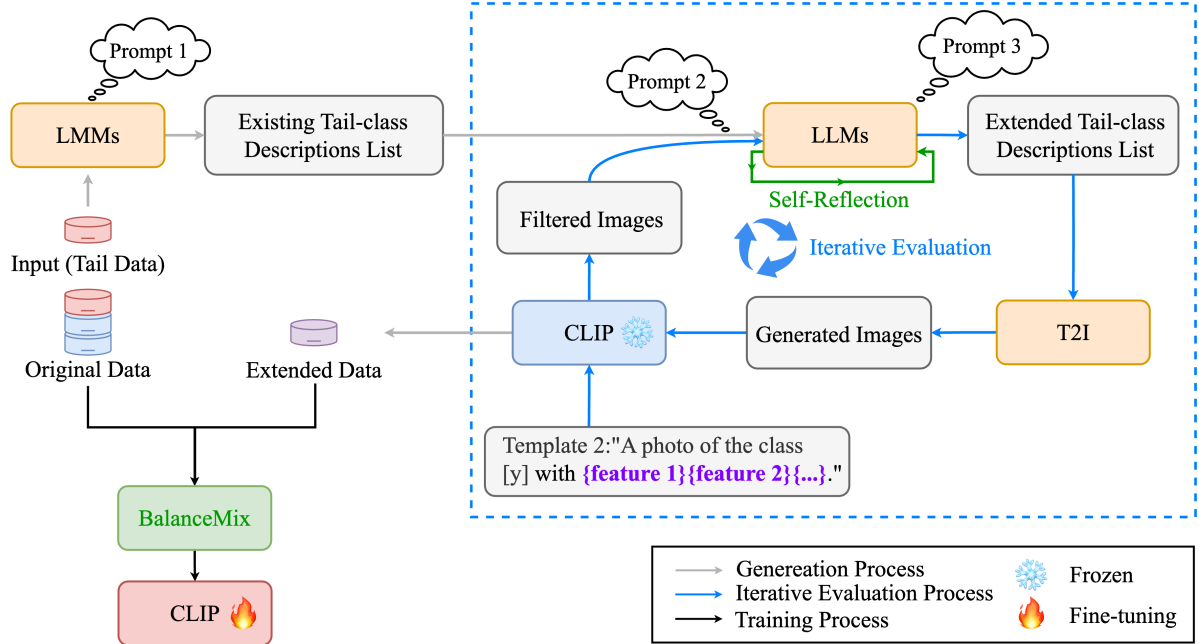 Prompt 1
LMMs
Existing Tail-class
Descriptions List
Prompt 2
Prompt 3
LLMs
Extended Tail-class
Descriptions List
Self-Reflection
Filtered Images
Iterative Evaluation
Input (Tail Data)
Original Data
Extended Data
CLIP
Generated Images
T2I
Template 2:"A photo of the class
[y] with {feature 1}{feature 2}{...}."
BalanceMix
CLIP
Genereation Process
Iterative Evaluation Process
Training Process
Frozen
Fine-tuning